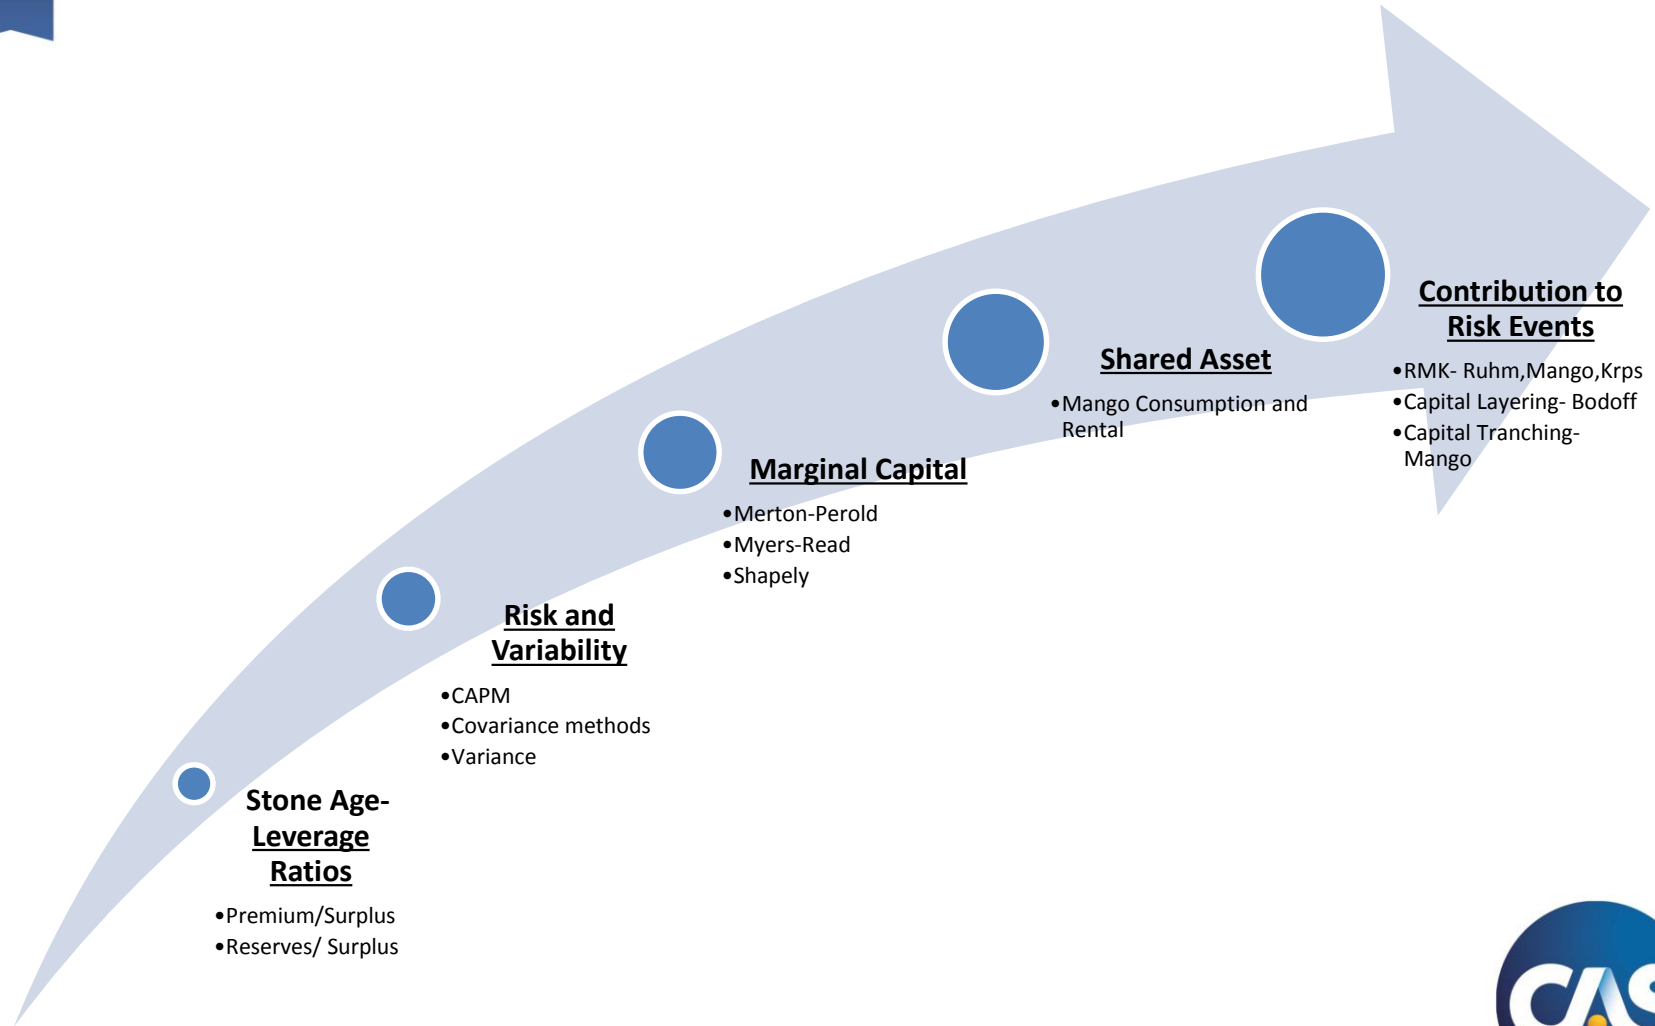 Stone Age-
Leverage
Ratios
•Premium/Surplus
•Reserves/ Surplus
Risk and
Variability
•CAPM
•Covariance methods
•Variance
Marginal Capital
•Merton-Perold
•Myers-Read
•Shapely
Shared Asset
•Mango Consumption and
Rental
Contribution to
Risk Events
•RMK- Ruhm,Mango,Krps
•Capital Layering- Bodoff
•Capital Tranching-
Mango
CAS